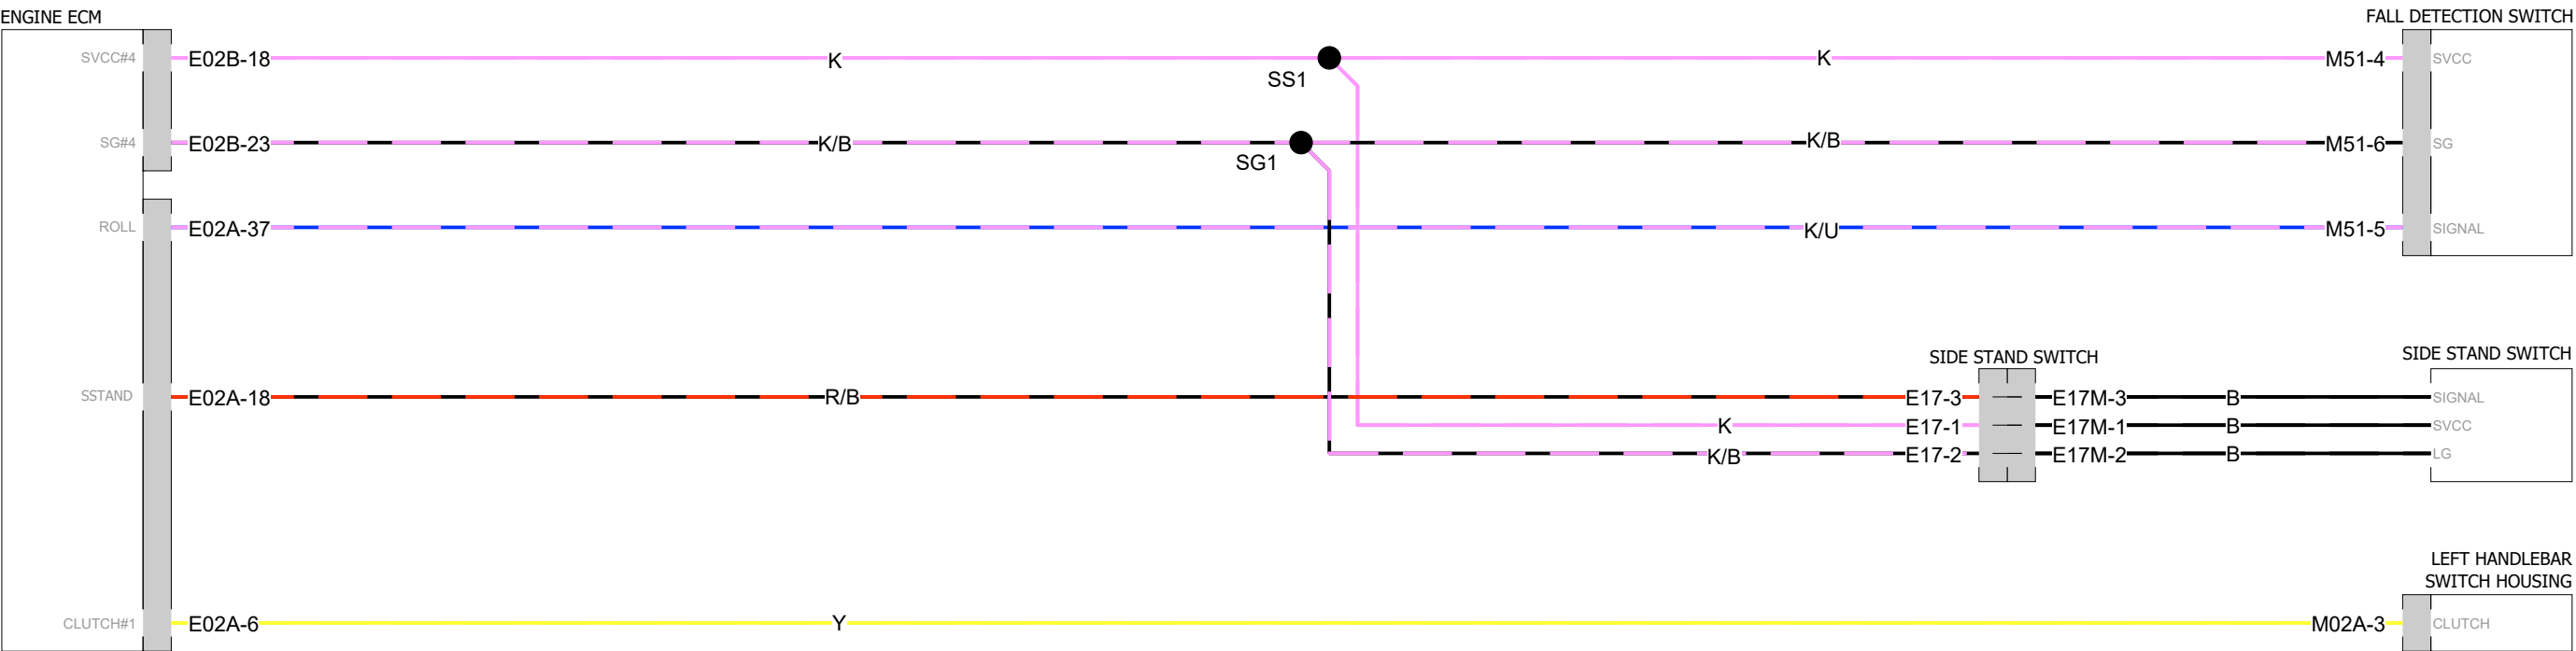 ENGINE ECM
FALL DETECTION SWITCH
SVCC#4 E02B-18 K SS1 K M51-4 SVCC
SG#4 E02B-23 K/B SG1 K/B M51-6 SG
ROLL E02A-37 K/U M51-5 SIGNAL
SIDE STAND SWITCH SIDE STAND SWITCH
SSTAND E02A-18 R/B E17-3 E17M-3 B SIGNAL
K E17-1 E17M-1 B SVCC
K/B E17-2 E17M-2 B LG
LEFT HANDLEBAR
SWITCH HOUSING
CLUTCH#1 E02A-6 Y M02A-3 CLUTCH